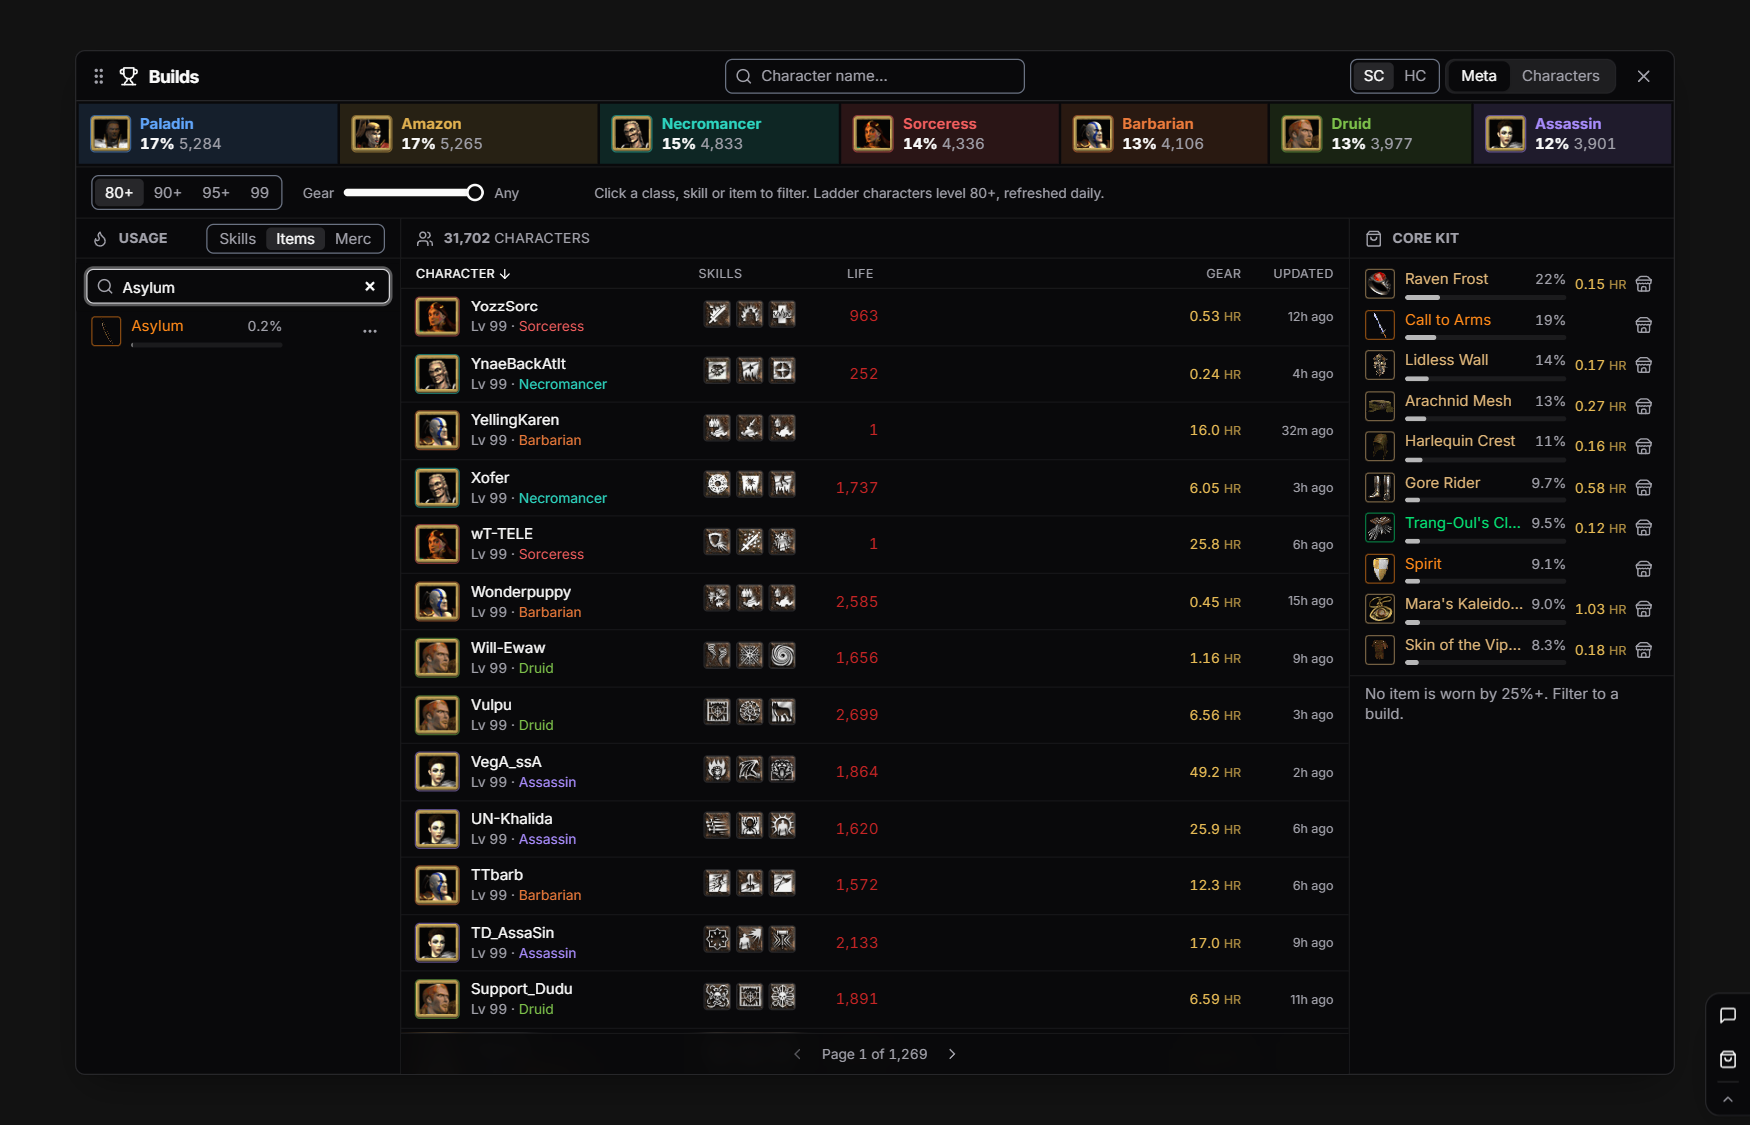 Builds
Character name...
SC HC
Meta Characters
Paladin
17% 5,284
Amazon
17% 5,265
Necromancer
15% 4,833
Sorceress
14% 4,336
Barbarian
13% 4,106
Druid
13% 3,977
Assassin
12% 3,901
80+ 90+ 95+ 99
Gear Any
Click a class, skill or item to filter. Ladder characters level 80+, refreshed daily.
USAGE
Skills Items Merc
Asylum
Asylum 0.2%
31,702 CHARACTERS
CHARACTER SKILLS LIFE GEAR UPDATED
YozzSorc
Lv 99 · Sorceress
963 0.53 HR 12h ago
YnaeBackAtIt
Lv 99 · Necromancer
252 0.24 HR 4h ago
YellingKaren
Lv 99 · Barbarian
1 16.0 HR 32m ago
Xofer
Lv 99 · Necromancer
1,737 6.05 HR 3h ago
wT-TELE
Lv 99 · Sorceress
1 25.8 HR 6h ago
Wonderpuppy
Lv 99 · Barbarian
2,585 0.45 HR 15h ago
Will-Ewaw
Lv 99 · Druid
1,656 1.16 HR 9h ago
Vulpu
Lv 99 · Druid
2,699 6.56 HR 3h ago
VegA_ssA
Lv 99 · Assassin
1,864 49.2 HR 2h ago
UN-Khalida
Lv 99 · Assassin
1,620 25.9 HR 6h ago
TTbarb
Lv 99 · Barbarian
1,572 12.3 HR 6h ago
TD_AssaSin
Lv 99 · Assassin
2,133 17.0 HR 9h ago
Support_Dudu
Lv 99 · Druid
1,891 6.59 HR 11h ago
Page 1 of 1,269
CORE KIT
Raven Frost 22% 0.15 HR
Call to Arms 19%
Lidless Wall 14% 0.17 HR
Arachnid Mesh 13% 0.27 HR
Harlequin Crest 11% 0.16 HR
Gore Rider 9.7% 0.58 HR
Trang-Oul's Cl... 9.5% 0.12 HR
Spirit 9.1%
Mara's Kaleido... 9.0% 1.03 HR
Skin of the Vip... 8.3% 0.18 HR
No item is worn by 25%+. Filter to a
build.